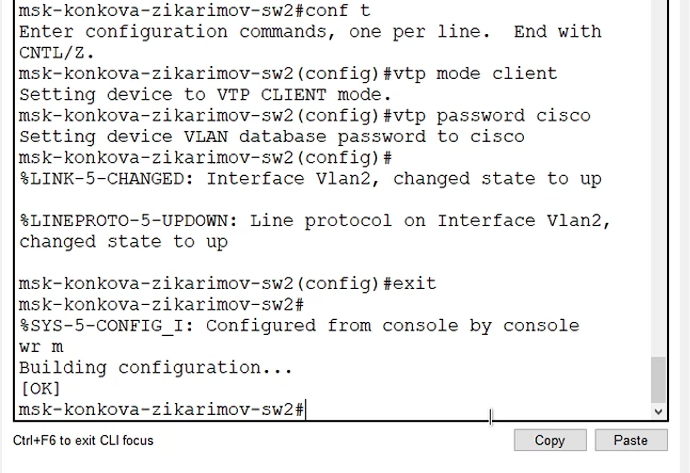 msk-konkova-zikarimov-sw2#conf t
Enter configuration commands, one per line.  End with
CNTL/Z.
msk-konkova-zikarimov-sw2(config)#vtp mode client
Setting device to VTP CLIENT mode.
msk-konkova-zikarimov-sw2(config)#vtp password cisco
Setting device VLAN database password to cisco
msk-konkova-zikarimov-sw2(config)#
%LINK-5-CHANGED: Interface Vlan2, changed state to up
%LINEPROTO-5-UPDOWN: Line protocol on Interface Vlan2,
changed state to up
msk-konkova-zikarimov-sw2(config)#exit
msk-konkova-zikarimov-sw2#
%SYS-5-CONFIG_I: Configured from console by console
wr m
Building configuration...
[OK]
msk-konkova-zikarimov-sw2#
Ctrl+F6 to exit CLI focus
Copy
Paste